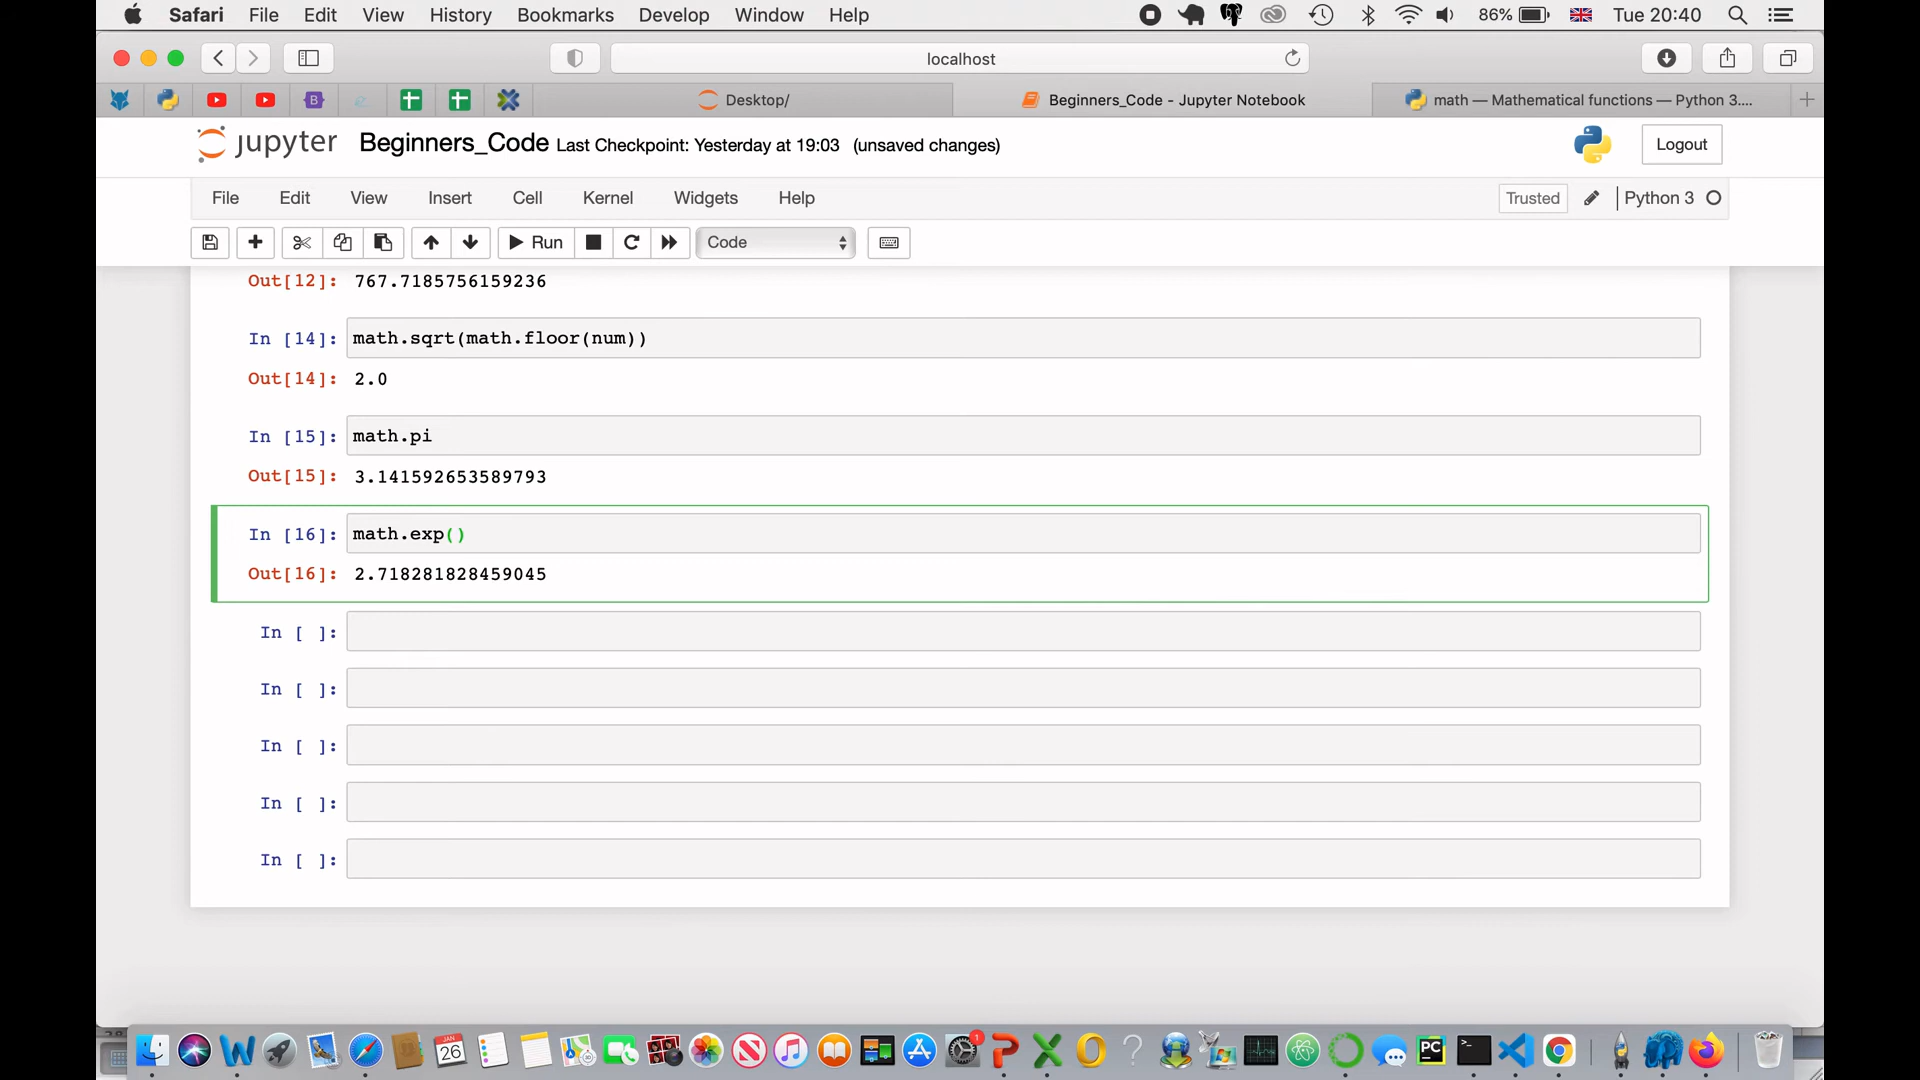 Safari File Edit View History Bookmarks Develop Window Help 86% Tue 20:40
localhost
Desktop/ Beginners_Code - Jupyter Notebook math — Mathematical functions — Python 3....
jupyter Beginners_Code Last Checkpoint: Yesterday at 19:03 (unsaved changes) Logout
File Edit View Insert Cell Kernel Widgets Help Trusted Python 3
Run Code
Out[12]: 767.7185756159236
In [14]: math.sqrt(math.floor(num))
Out[14]: 2.0
In [15]: math.pi
Out[15]: 3.141592653589793
In [16]: math.exp()
Out[16]: 2.718281828459045
In [ ]:
In [ ]:
In [ ]:
In [ ]:
In [ ]:
JAN
26
1
PC